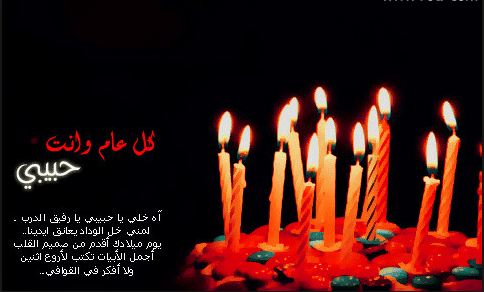 كل عام وانت
حبيبي
آه خلي يا حبيبي يا رفيق الدرب .
لمني خل الوداد يعانق ايدينا..
يوم ميلادك أقدم من صميم القلب
أجمل الأبيات تكتب لأروع اثنين
ولا أفكر في القوافي..